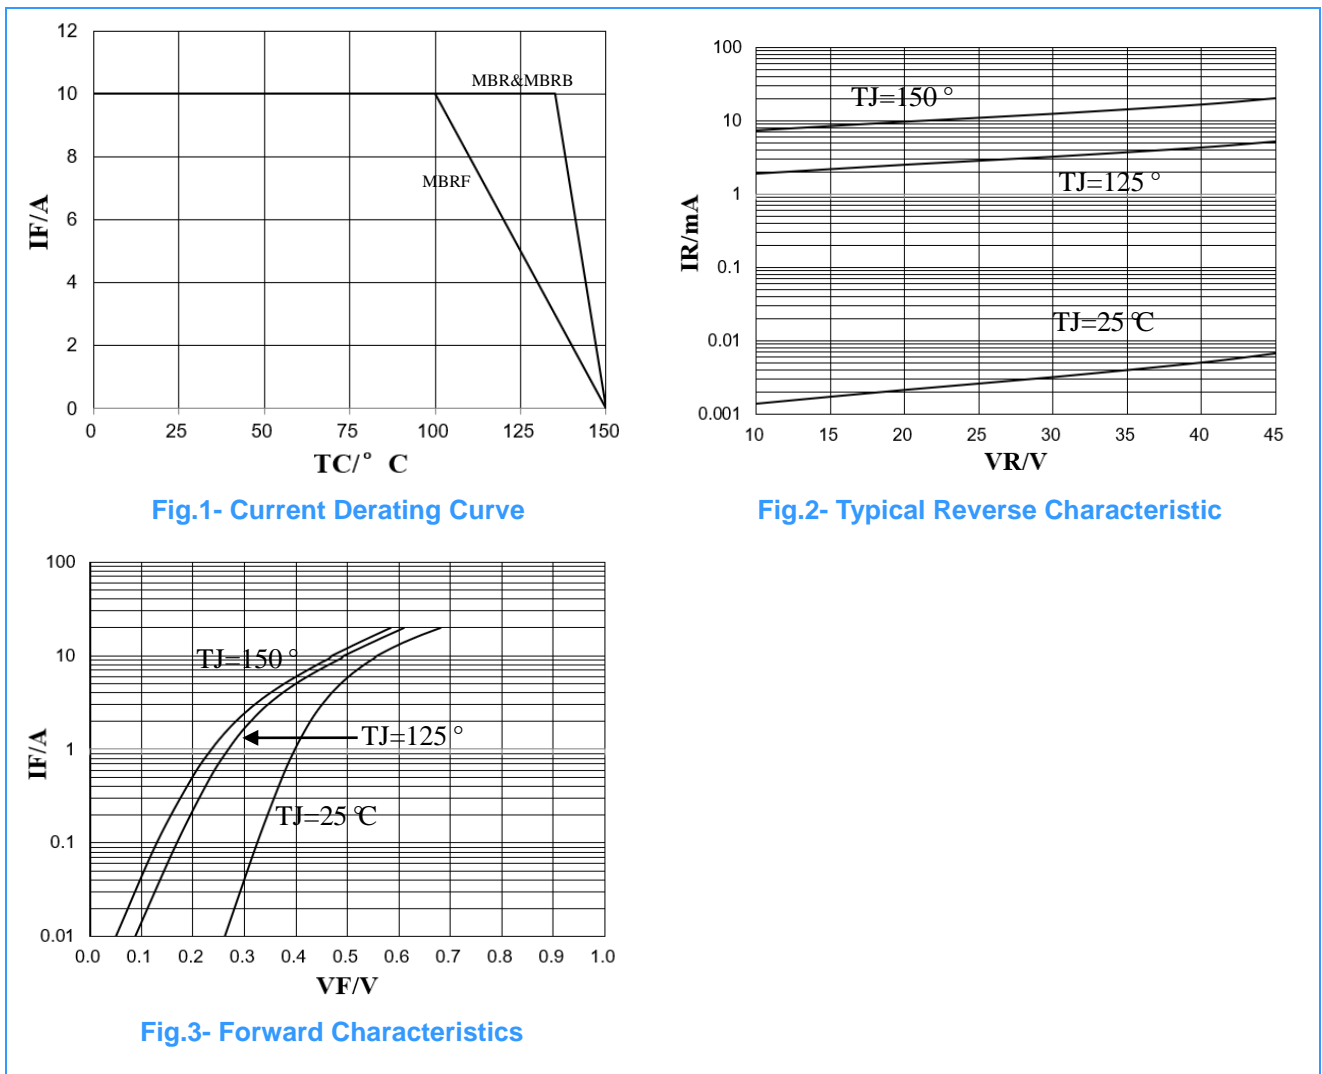 12
10
8
6
4
2
0
IF/A
MBR&MBRB
MBRF
0 25 50 75 100 125 150
TC/° C
Fig.1- Current Derating Curve
100
10
1
0.1
0.01
0.001
IR/mA
TJ=150 °
TJ=125 °
TJ=25 ℃
10 15 20 25 30 35 40 45
VR/V
Fig.2- Typical Reverse Characteristic
100
10
1
0.1
0.01
IF/A
TJ=150 °
TJ=125 °
TJ=25 ℃
0.0 0.1 0.2 0.3 0.4 0.5 0.6 0.7 0.8 0.9 1.0
VF/V
Fig.3- Forward Characteristics